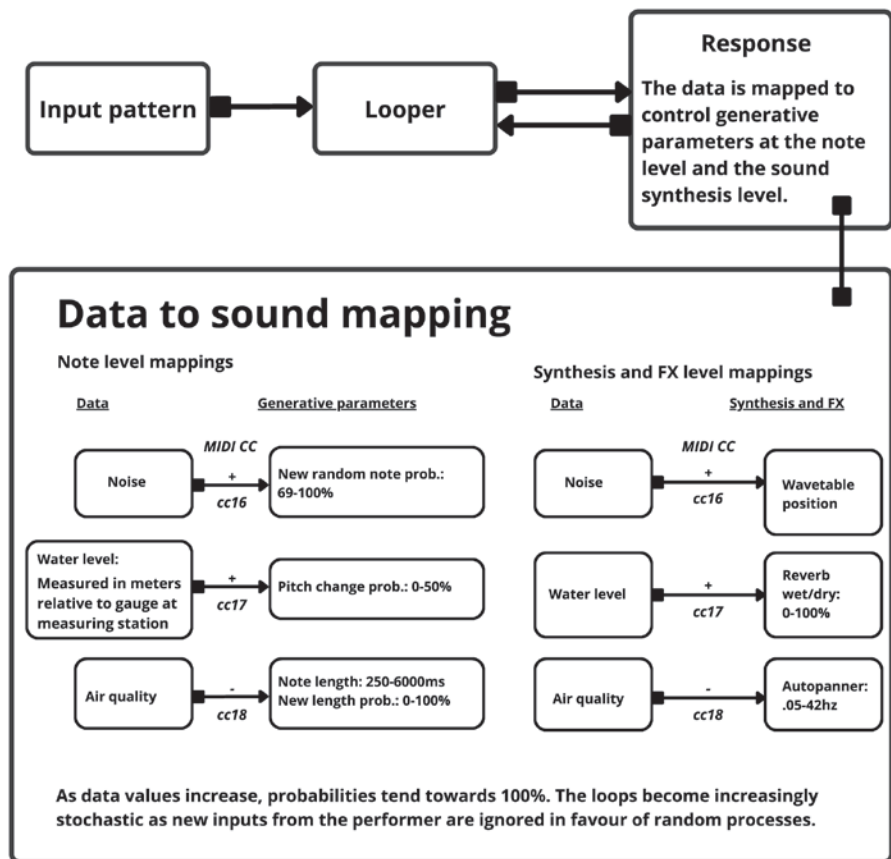 Input pattern
Looper
Response
The data is mapped to
control generative
parameters at the note
level and the sound
synthesis level.
Data to sound mapping
Note level mappings
Data
Generative parameters
MIDI CC
Noise
+
cc16
New random note prob.:
69-100%
Water level:
Measured in meters
relative to gauge at
measuring station
+
cc17
Pitch change prob.: 0-50%
Air quality
-
cc18
Note length: 250-6000ms
New length prob.: 0-100%
Synthesis and FX level mappings
Data
Synthesis and FX
MIDI CC
Noise
+
cc16
Wavetable
position
Water level
+
cc17
Reverb
wet/dry:
0-100%
Air quality
-
cc18
Autopanner:
.05-42hz
As data values increase, probabilities tend towards 100%. The loops become increasingly
stochastic as new inputs from the performer are ignored in favour of random processes.